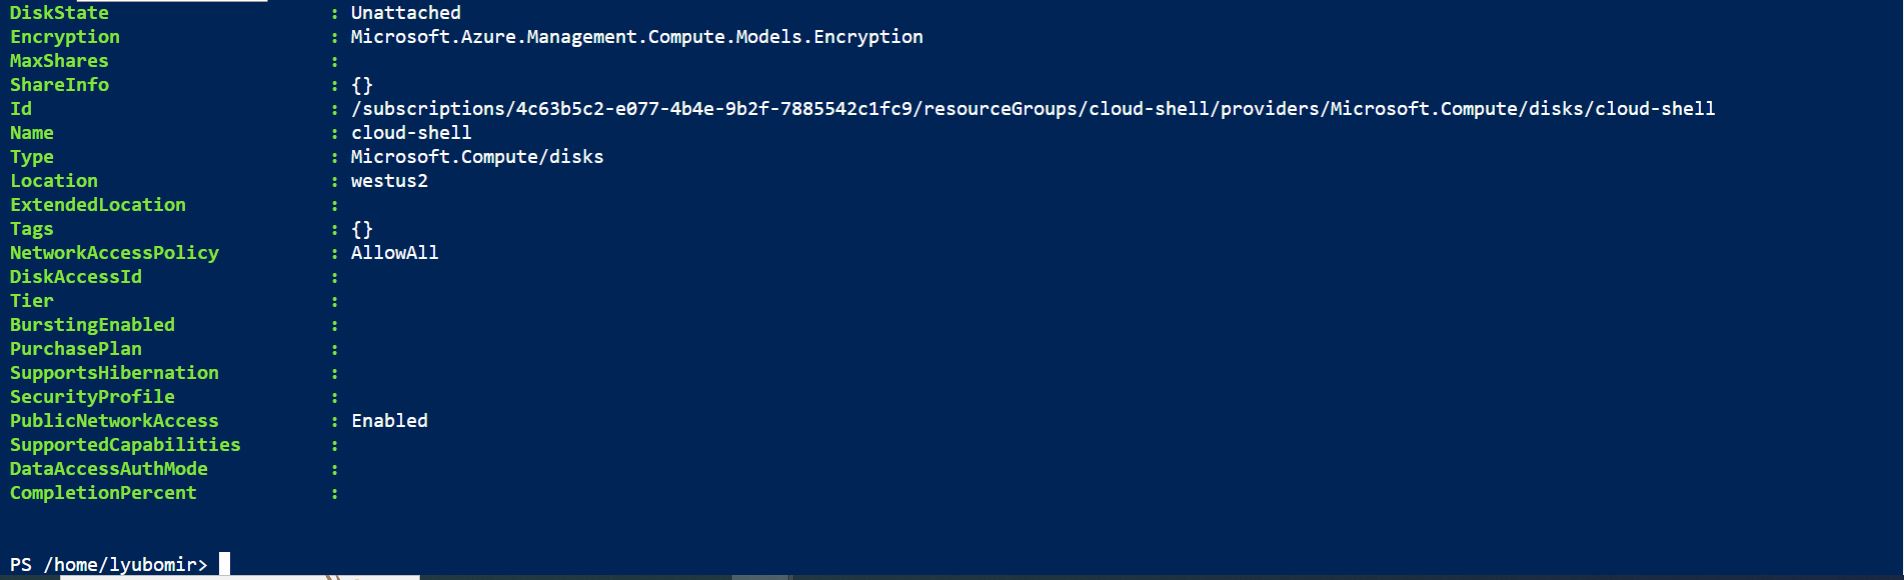 DiskState : Unattached
Encryption : Microsoft.Azure.Management.Compute.Models.Encryption
MaxShares :
ShareInfo : {}
Id : /subscriptions/4c63b5c2-e077-4b4e-9b2f-7885542c1fc9/resourceGroups/cloud-shell/providers/Microsoft.Compute/disks/cloud-shell
Name : cloud-shell
Type : Microsoft.Compute/disks
Location : westus2
ExtendedLocation :
Tags : {}
NetworkAccessPolicy : AllowAll
DiskAccessId :
Tier :
BurstingEnabled :
PurchasePlan :
SupportsHibernation :
SecurityProfile :
PublicNetworkAccess : Enabled
SupportedCapabilities :
DataAccessAuthMode :
CompletionPercent :
PS /home/lyubomir>